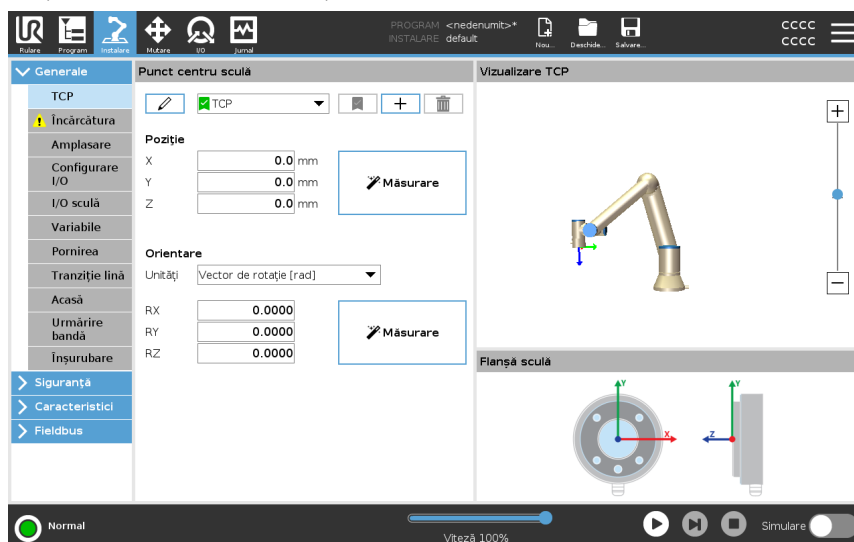 UR
PROGRAM <nedenumit>*
INSTALARE default
CCCC
CCCC
Rulare Program Instalare Mutare I/O Jurnal Nou... Deschide... Salvare...
Generale
TCP
Încărcătura
Amplasare
Configurare
I/O
I/O sculă
Variabile
Pornirea
Tranziție lină
Acasă
Urmărire
bandă
Înșurubare
Siguranță
Caracteristici
Fieldbus
Punct centru sculă
TCP
Poziție
X 0.0 mm
Y 0.0 mm
Z 0.0 mm
Măsurare
Orientare
Unități Vector de rotație [rad]
RX 0.0000
RY 0.0000
RZ 0.0000
Măsurare
Vizualizare TCP
Flanșă sculă
Y
X
Y
Z
Normal
Viteză 100%
Simulare